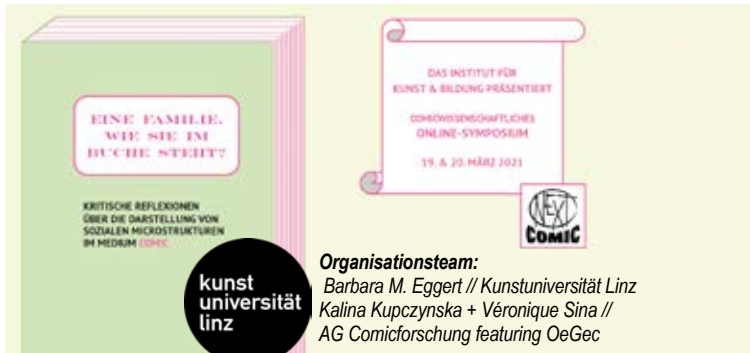 EINE FAMILIE,
WIE SIE IM
BUCHE STEHT?
KRITISCHE REFLEXIONEN
ÜBER DIE DARSTELLUNG VON
SOZIALEN MICROSTRUKTUREN
IM MEDIUM COMIC
kunst
universität
linz
DAS INSTITUT FÜR
KUNST & BILDUNG PRÄSENTIERT
COMICWISSENSCHAFTLICHES
ONLINE-SYMPOSIUM
19. & 20. MÄRZ 2021
NEXT
COMIC
Organisationsteam:
Barbara M. Eggert // Kunstuniversität Linz
Kalina Kupczynska + Véronique Sina //
AG Comicforschung featuring OeGec